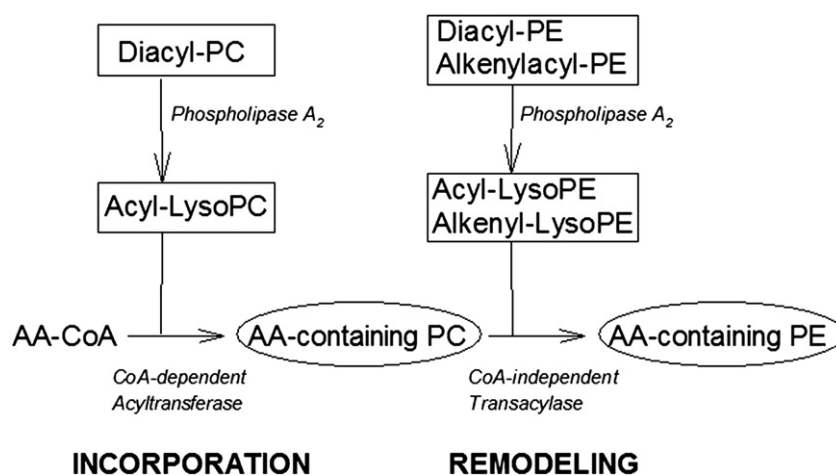 Diacyl-PC
Phospholipase A₂
Acyl-LysoPC
AA-CoA
CoA-dependent
Acyltransferase
AA-containing PC
INCORPORATION
Diacyl-PE
Alkenylacyl-PE
Phospholipase A₂
Acyl-LysoPE
Alkenyl-LysoPE
CoA-independent
Transacylase
AA-containing PE
REMODELING